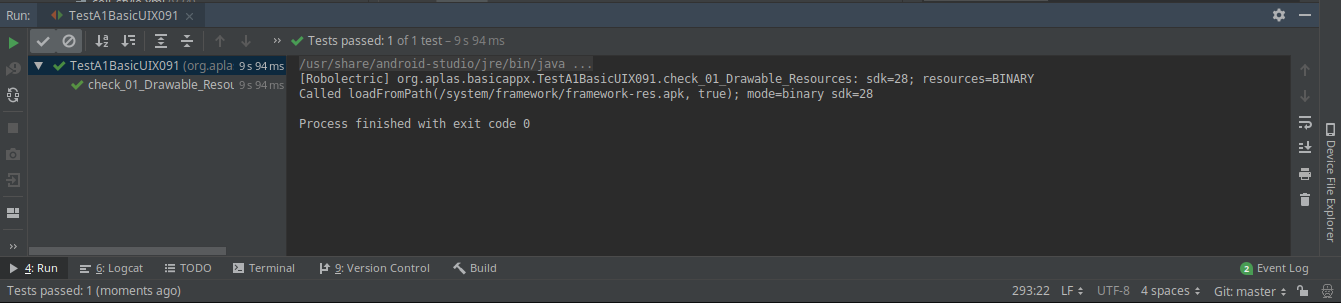 Run: TestA1BasicUIX091
Tests passed: 1 of 1 test – 9 s 94 ms
TestA1BasicUIX091 (org.apla 9 s 94 ms
check_01_Drawable_Resou 9 s 94 ms
/usr/share/android-studio/jre/bin/java ...
[Robolectric] org.aplas.basicappx.TestA1BasicUIX091.check_01_Drawable_Resources: sdk=28; resources=BINARY
Called loadFromPath(/system/framework/framework-res.apk, true); mode=binary sdk=28
Process finished with exit code 0
Device File Explorer
4: Run 6: Logcat TODO Terminal 9: Version Control Build 2 Event Log
Tests passed: 1 (moments ago) 293:22 LF UTF-8 4 spaces Git: master